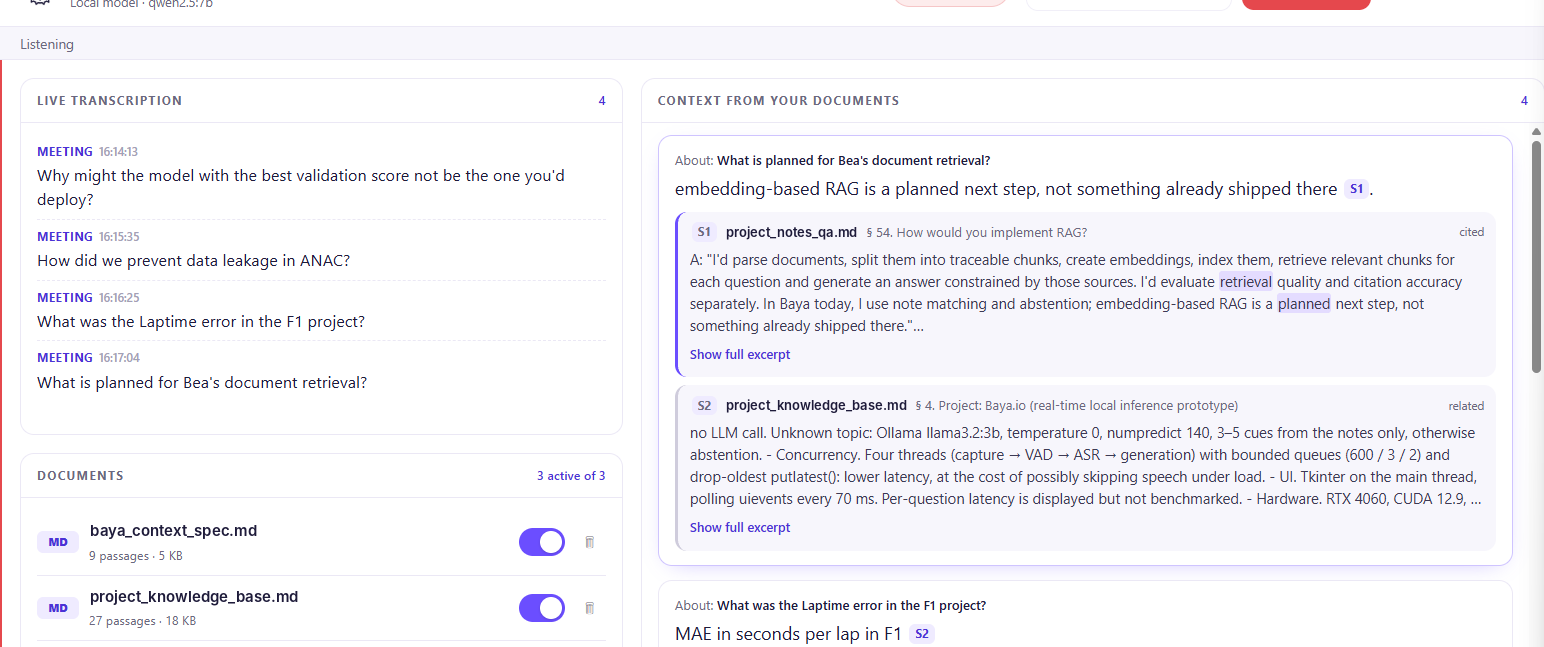 Local model · qwen2.5:7b
Listening
LIVE TRANSCRIPTION 4
MEETING 16:14:13
Why might the model with the best validation score not be the one you'd
deploy?
MEETING 16:15:35
How did we prevent data leakage in ANAC?
MEETING 16:16:25
What was the Laptime error in the F1 project?
MEETING 16:17:04
What is planned for Bea's document retrieval?
DOCUMENTS 3 active of 3
MD baya_context_spec.md
9 passages · 5 KB
MD project_knowledge_base.md
27 passages · 18 KB
CONTEXT FROM YOUR DOCUMENTS 4
About: What is planned for Bea's document retrieval?
embedding-based RAG is a planned next step, not something already shipped there S1 .
S1 project_notes_qa.md § 54. How would you implement RAG? cited
A: "I'd parse documents, split them into traceable chunks, create embeddings, index them, retrieve relevant chunks for
each question and generate an answer constrained by those sources. I'd evaluate retrieval quality and citation accuracy
separately. In Baya today, I use note matching and abstention; embedding-based RAG is a planned next step, not
something already shipped there."...
Show full excerpt
S2 project_knowledge_base.md § 4. Project: Baya.io (real-time local inference prototype) related
no LLM call. Unknown topic: Ollama llama3.2:3b, temperature 0, numpredict 140, 3–5 cues from the notes only, otherwise
abstention. - Concurrency. Four threads (capture → VAD → ASR → generation) with bounded queues (600 / 3 / 2) and
drop-oldest putlatest(): lower latency, at the cost of possibly skipping speech under load. - UI. Tkinter on the main thread,
polling uievents every 70 ms. Per-question latency is displayed but not benchmarked. - Hardware. RTX 4060, CUDA 12.9, ...
Show full excerpt
About: What was the Laptime error in the F1 project?
MAE in seconds per lap in F1 S2